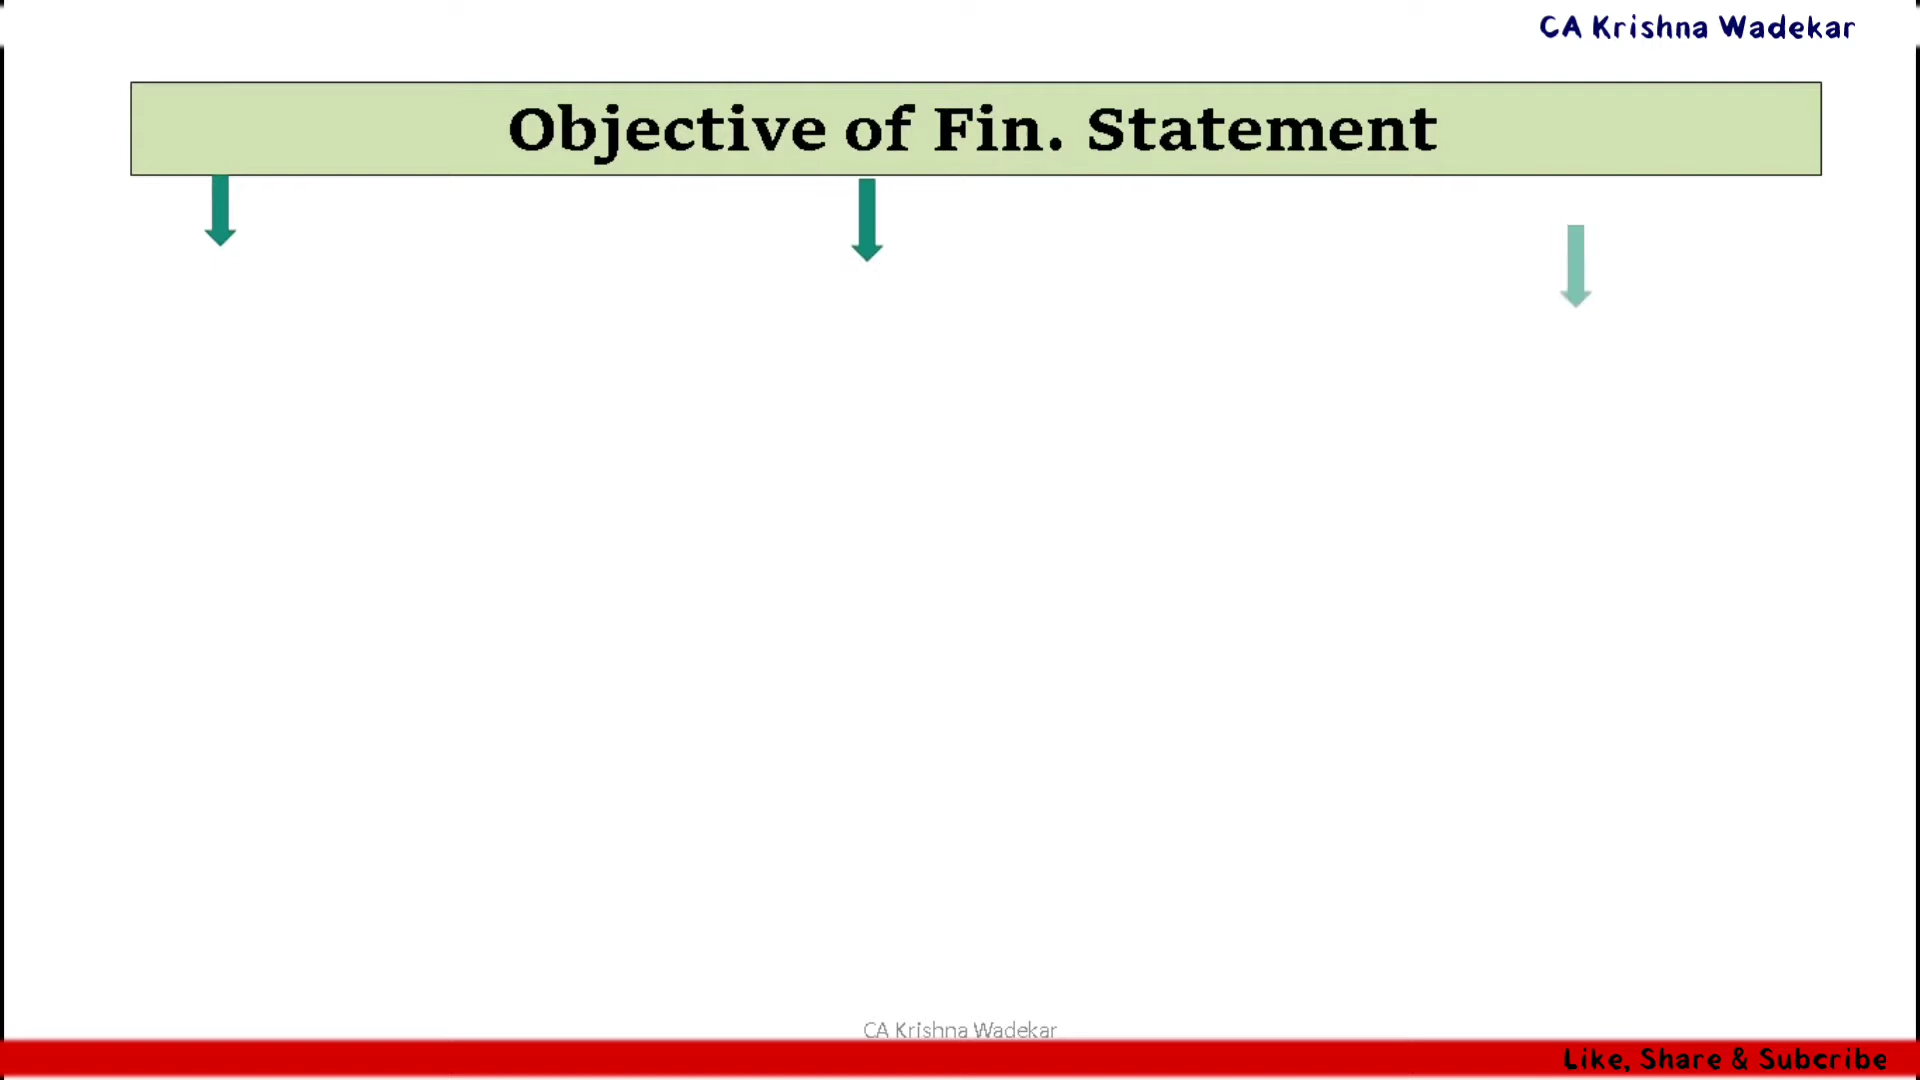 CA Krishna Wadekar
Objective of Fin. Statement
CA Krishna Wadekar
Like, Share & Subcribe